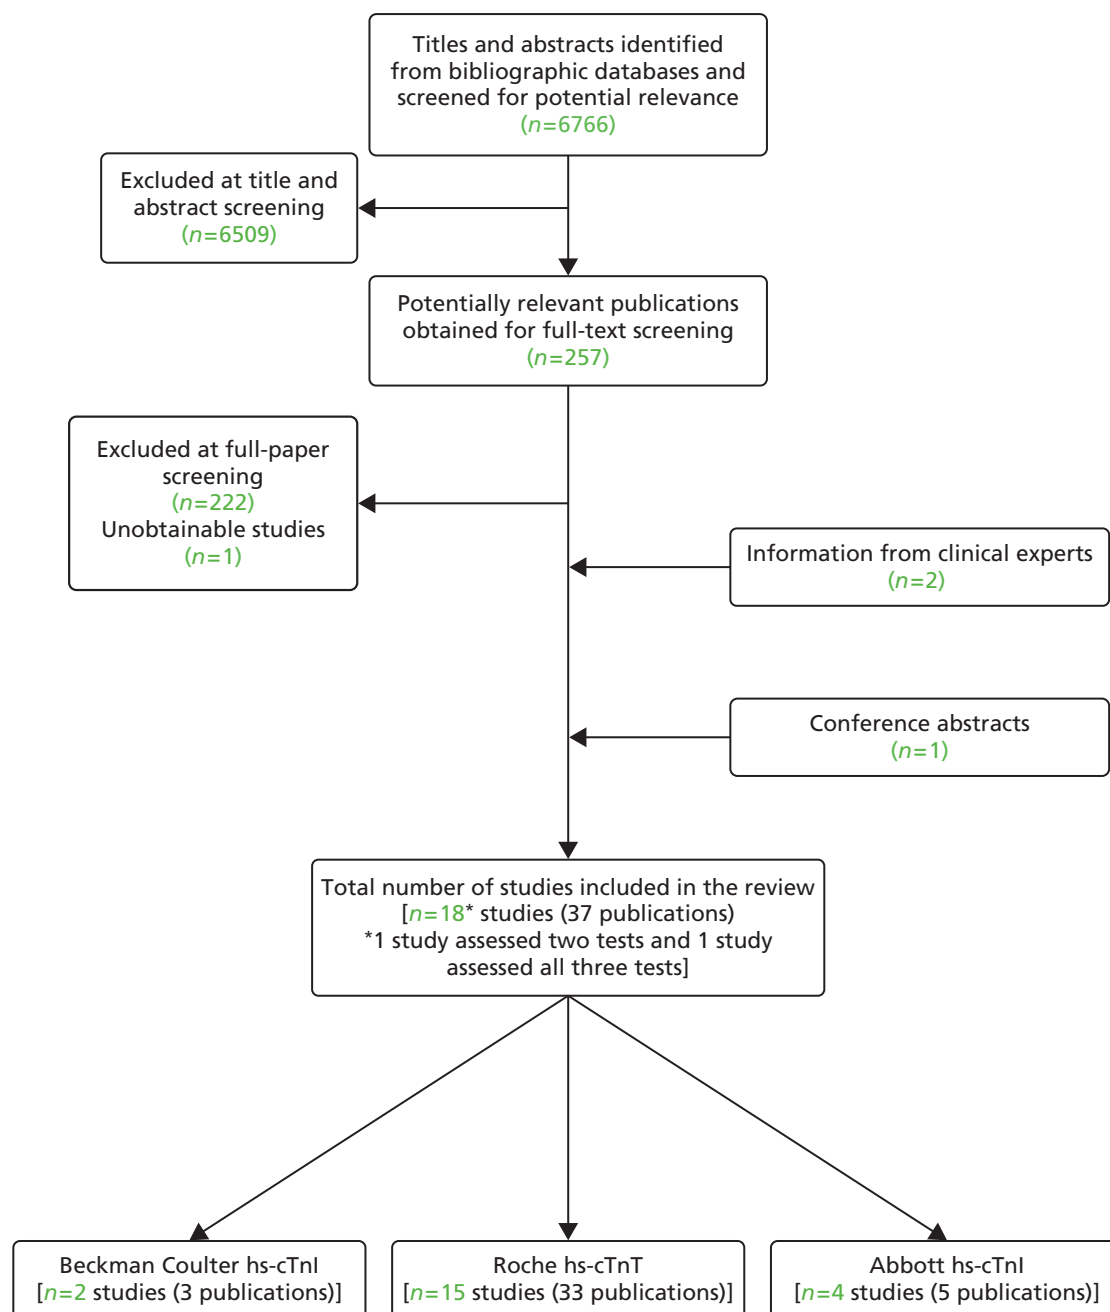 Titles and abstracts identified
from bibliographic databases and
screened for potential relevance
(n=6766)
Excluded at title and
abstract screening
(n=6509)
Potentially relevant publications
obtained for full-text screening
(n=257)
Excluded at full-paper
screening
(n=222)
Unobtainable studies
(n=1)
Information from clinical experts
(n=2)
Conference abstracts
(n=1)
Total number of studies included in the review
[n=18* studies (37 publications)
*1 study assessed two tests and 1 study
assessed all three tests]
Beckman Coulter hs-cTnI
[n=2 studies (3 publications)]
Roche hs-cTnT
[n=15 studies (33 publications)]
Abbott hs-cTnI
[n=4 studies (5 publications)]